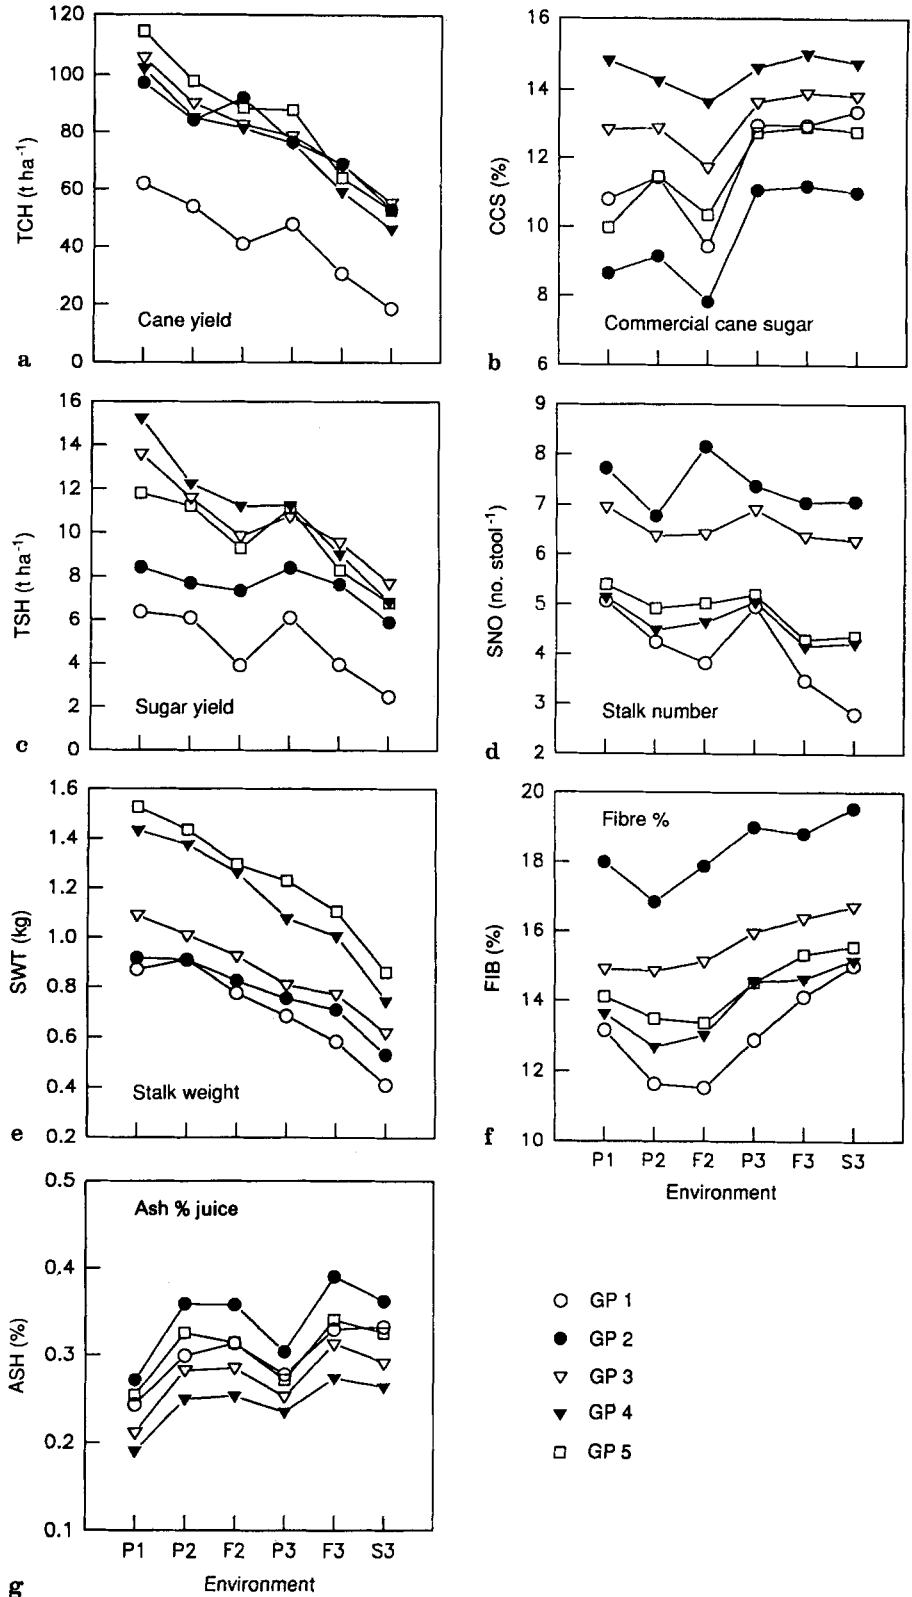 120
100
80
60
40
20
0
TCH (t ha⁻¹)
Cane yield
a
16
14
12
10
8
6
CCS (%)
Commercial cane sugar
b
16
14
12
10
8
6
4
2
0
TSH (t ha⁻¹)
Sugar yield
c
9
8
7
6
5
4
3
2
SNO (no. stool⁻¹)
Stalk number
d
1.6
1.4
1.2
1.0
0.8
0.6
0.4
0.2
SWT (kg)
Stalk weight
e
20
18
16
14
12
10
FIB (%)
Fibre %
f
P1 P2 F2 P3 F3 S3
Environment
0.5
0.4
0.3
0.2
0.1
ASH (%)
Ash % juice
P1 P2 F2 P3 F3 S3
Environment
g
GP 1
GP 2
GP 3
GP 4
GP 5